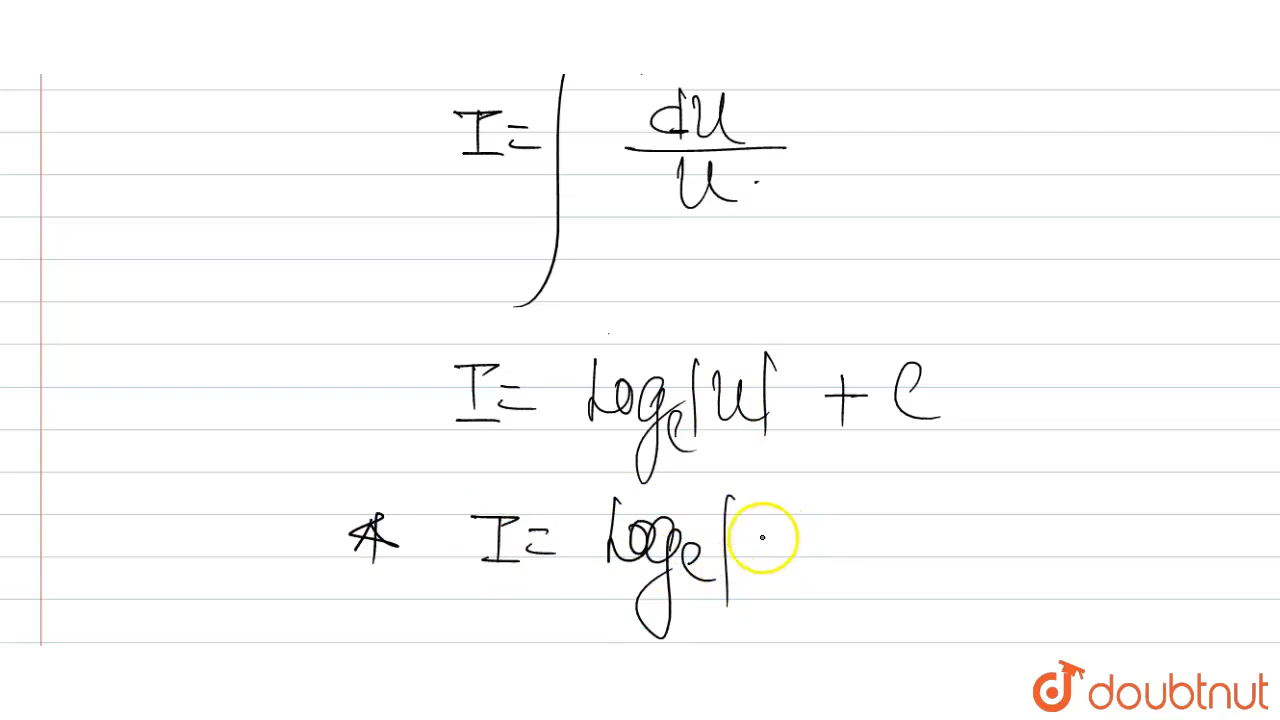 I = ∫ du/u
I = loge|u| + c
* I = loge|
doubtnut